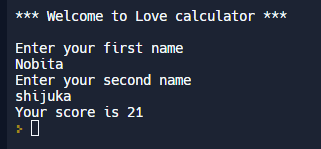 *** Welcome to Love calculator ***
Enter your first name
Nobita
Enter your second name
shijuka
Your score is 21